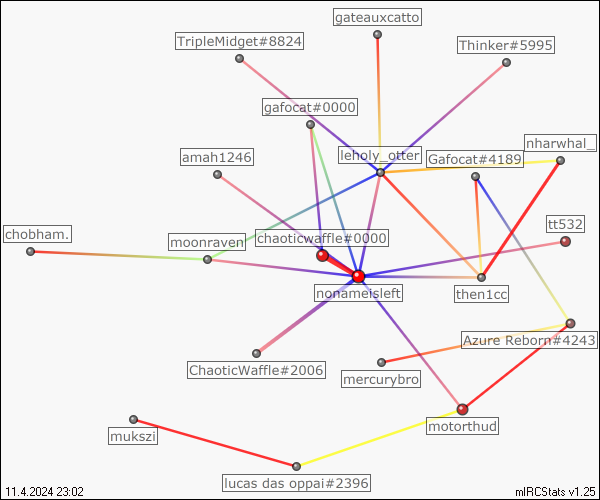 gateauxcatto
TripleMidget#8824
Thinker#5995
gafocat#0000
nharwhal_
amah1246
leholy_otter
Gafocat#4189
tt532
chobham.
moonraven
chaoticwaffle#0000
nonameisleft
then1cc
Azure Reborn#4243
ChaoticWaffle#2006
mercurybro
motorthud
mukszi
lucas das oppai#2396
11.4.2024 23:02
mIRCStats v1.25